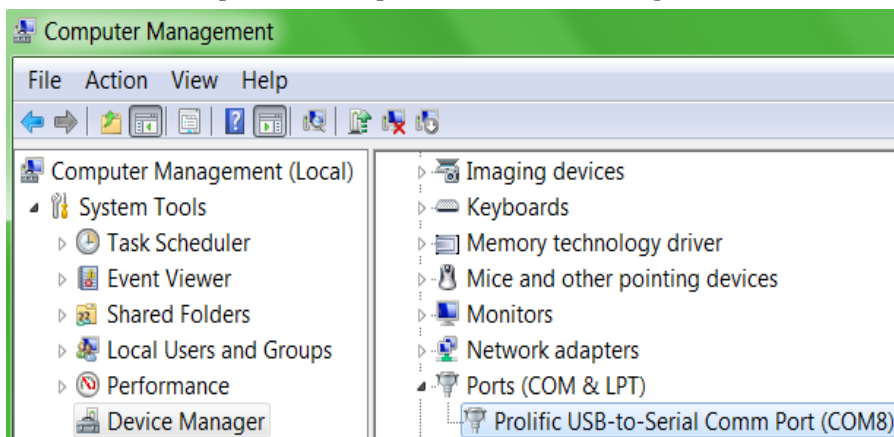 Computer Management
File Action View Help
Computer Management (Local)
System Tools
Task Scheduler
Event Viewer
Shared Folders
Local Users and Groups
Performance
Device Manager
Imaging devices
Keyboards
Memory technology driver
Mice and other pointing devices
Monitors
Network adapters
Ports (COM & LPT)
Prolific USB-to-Serial Comm Port (COM8)